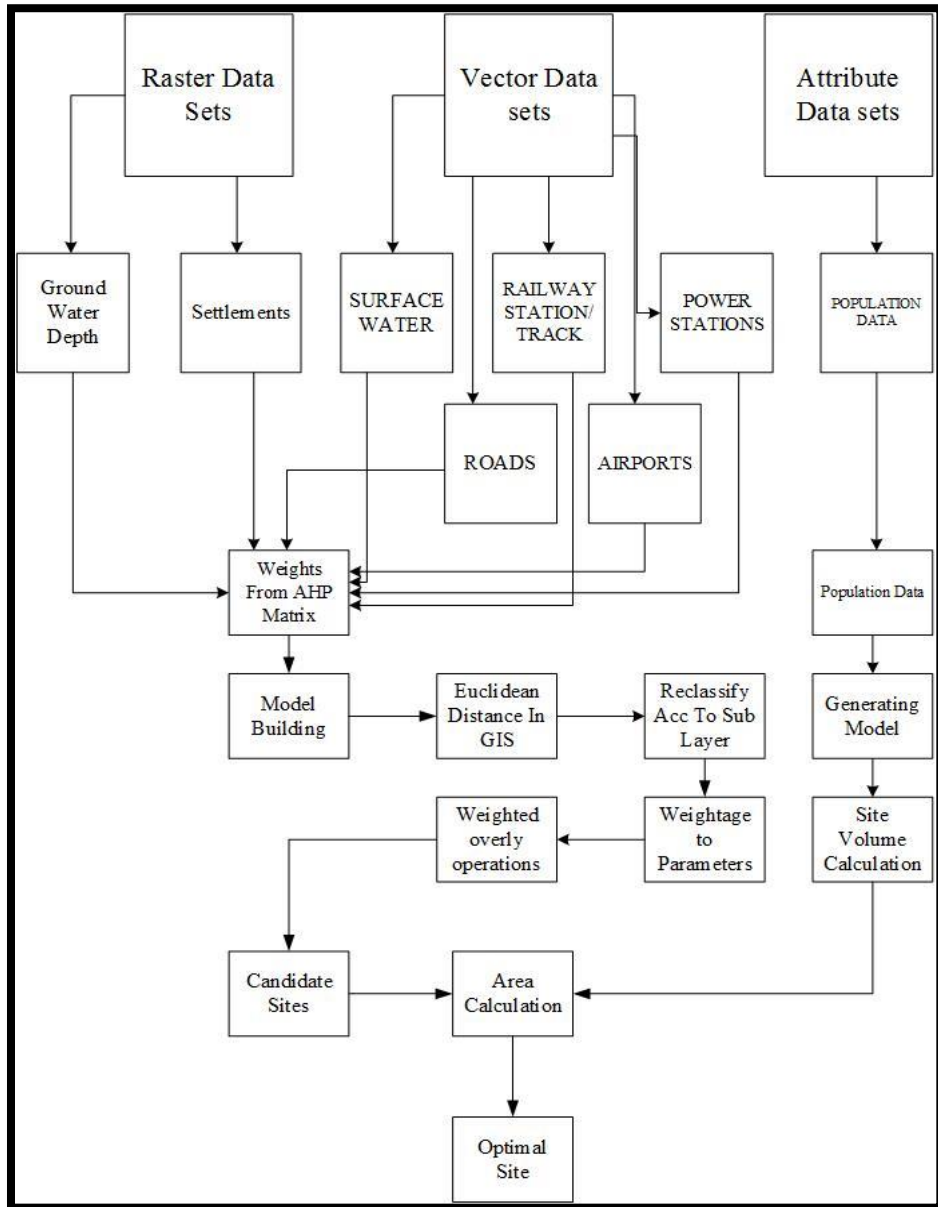 Raster Data
Sets
Vector Data
sets
Attribute
Data sets
Ground
Water
Depth
Settlements
SURFACE
WATER
RAILWAY
STATION/
TRACK
POWER
STATIONS
POPULATION
DATA
ROADS
AIRPORTS
Weights
From AHP
Matrix
Population Data
Model
Building
Euclidean
Distance In
GIS
Reclassify
Acc To Sub
Layer
Generating
Model
Weighted
overly
operations
Weightage
to
Parameters
Site
Volume
Calculation
Candidate
Sites
Area
Calculation
Optimal
Site